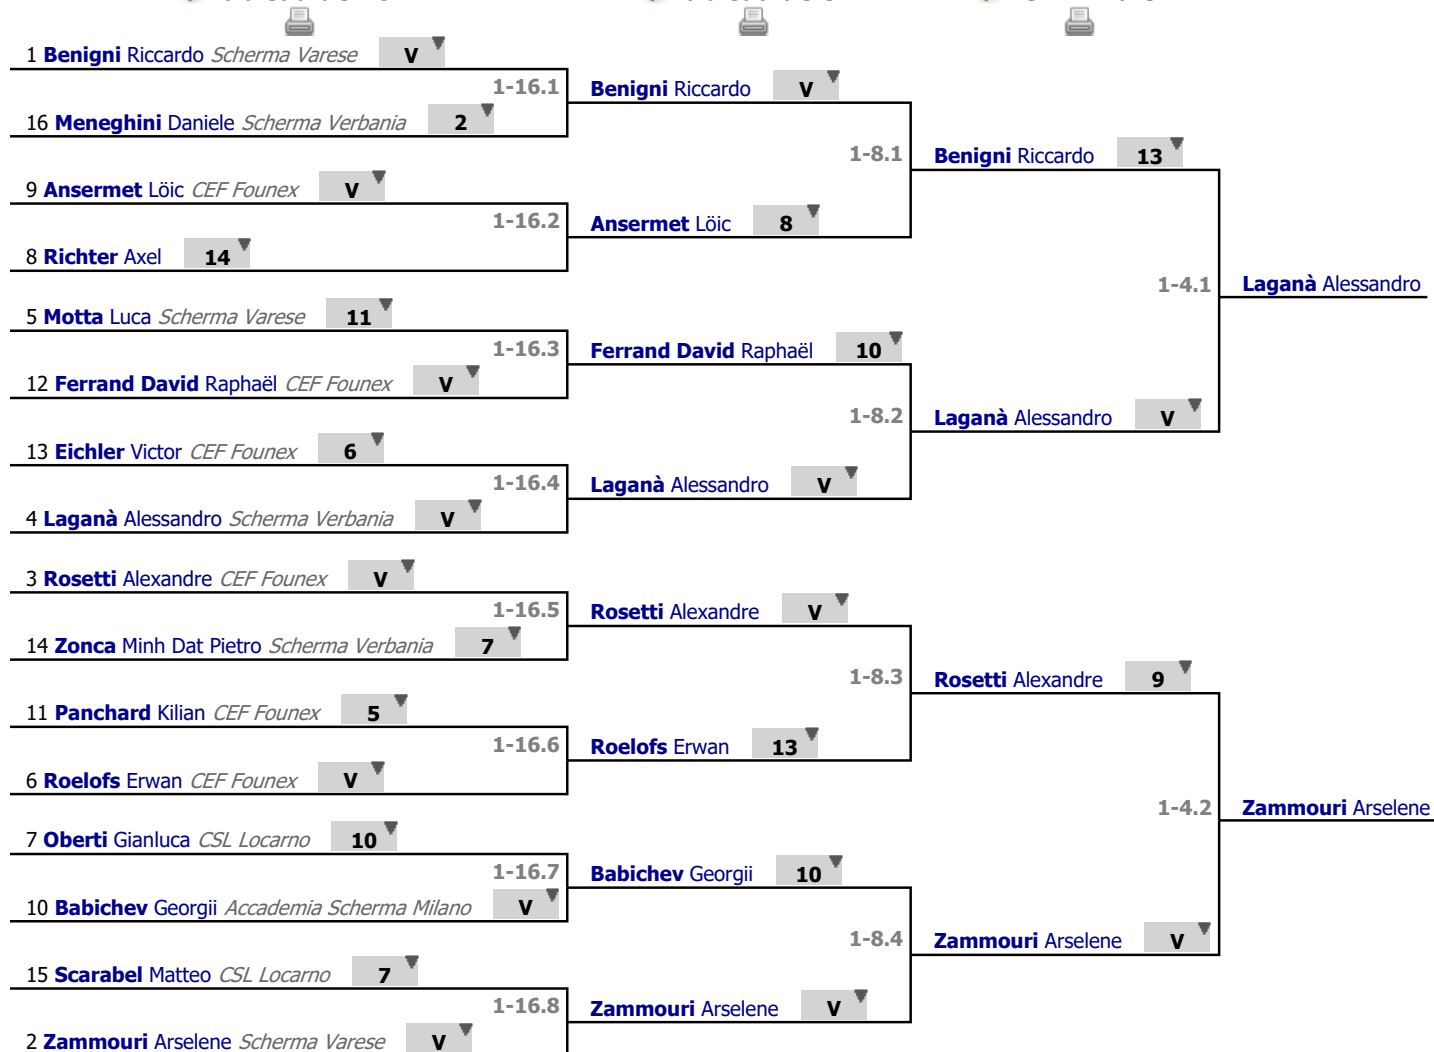 1 Benigni Riccardo Scherma Varese V
1-16.1
16 Meneghini Daniele Scherma Verbania 2
9 Ansermet Löic CEF Founex V
1-16.2
8 Richter Axel 14
5 Motta Luca Scherma Varese 11
1-16.3
12 Ferrand David Raphaël CEF Founex V
13 Eichler Victor CEF Founex 6
1-16.4
4 Laganà Alessandro Scherma Verbania V
3 Rosetti Alexandre CEF Founex V
1-16.5
14 Zonca Minh Dat Pietro Scherma Verbania 7
11 Panchard Kilian CEF Founex 5
1-16.6
6 Roelofs Erwan CEF Founex V
7 Oberti Gianluca CSL Locarno 10
1-16.7
10 Babichev Georgii Accademia Scherma Milano V
15 Scarabel Matteo CSL Locarno 7
1-16.8
2 Zammouri Arselene Scherma Varese V
Benigni Riccardo V
1-8.1
Ansermet Löic 8
Ferrand David Raphaël 10
1-8.2
Laganà Alessandro V
Rosetti Alexandre V
1-8.3
Roelofs Erwan 13
Babichev Georgii 10
1-8.4
Zammouri Arselene V
Benigni Riccardo 13
1-4.1
Laganà Alessandro V
Rosetti Alexandre 9
1-4.2
Zammouri Arselene V
Laganà Alessandro
Zammouri Arselene